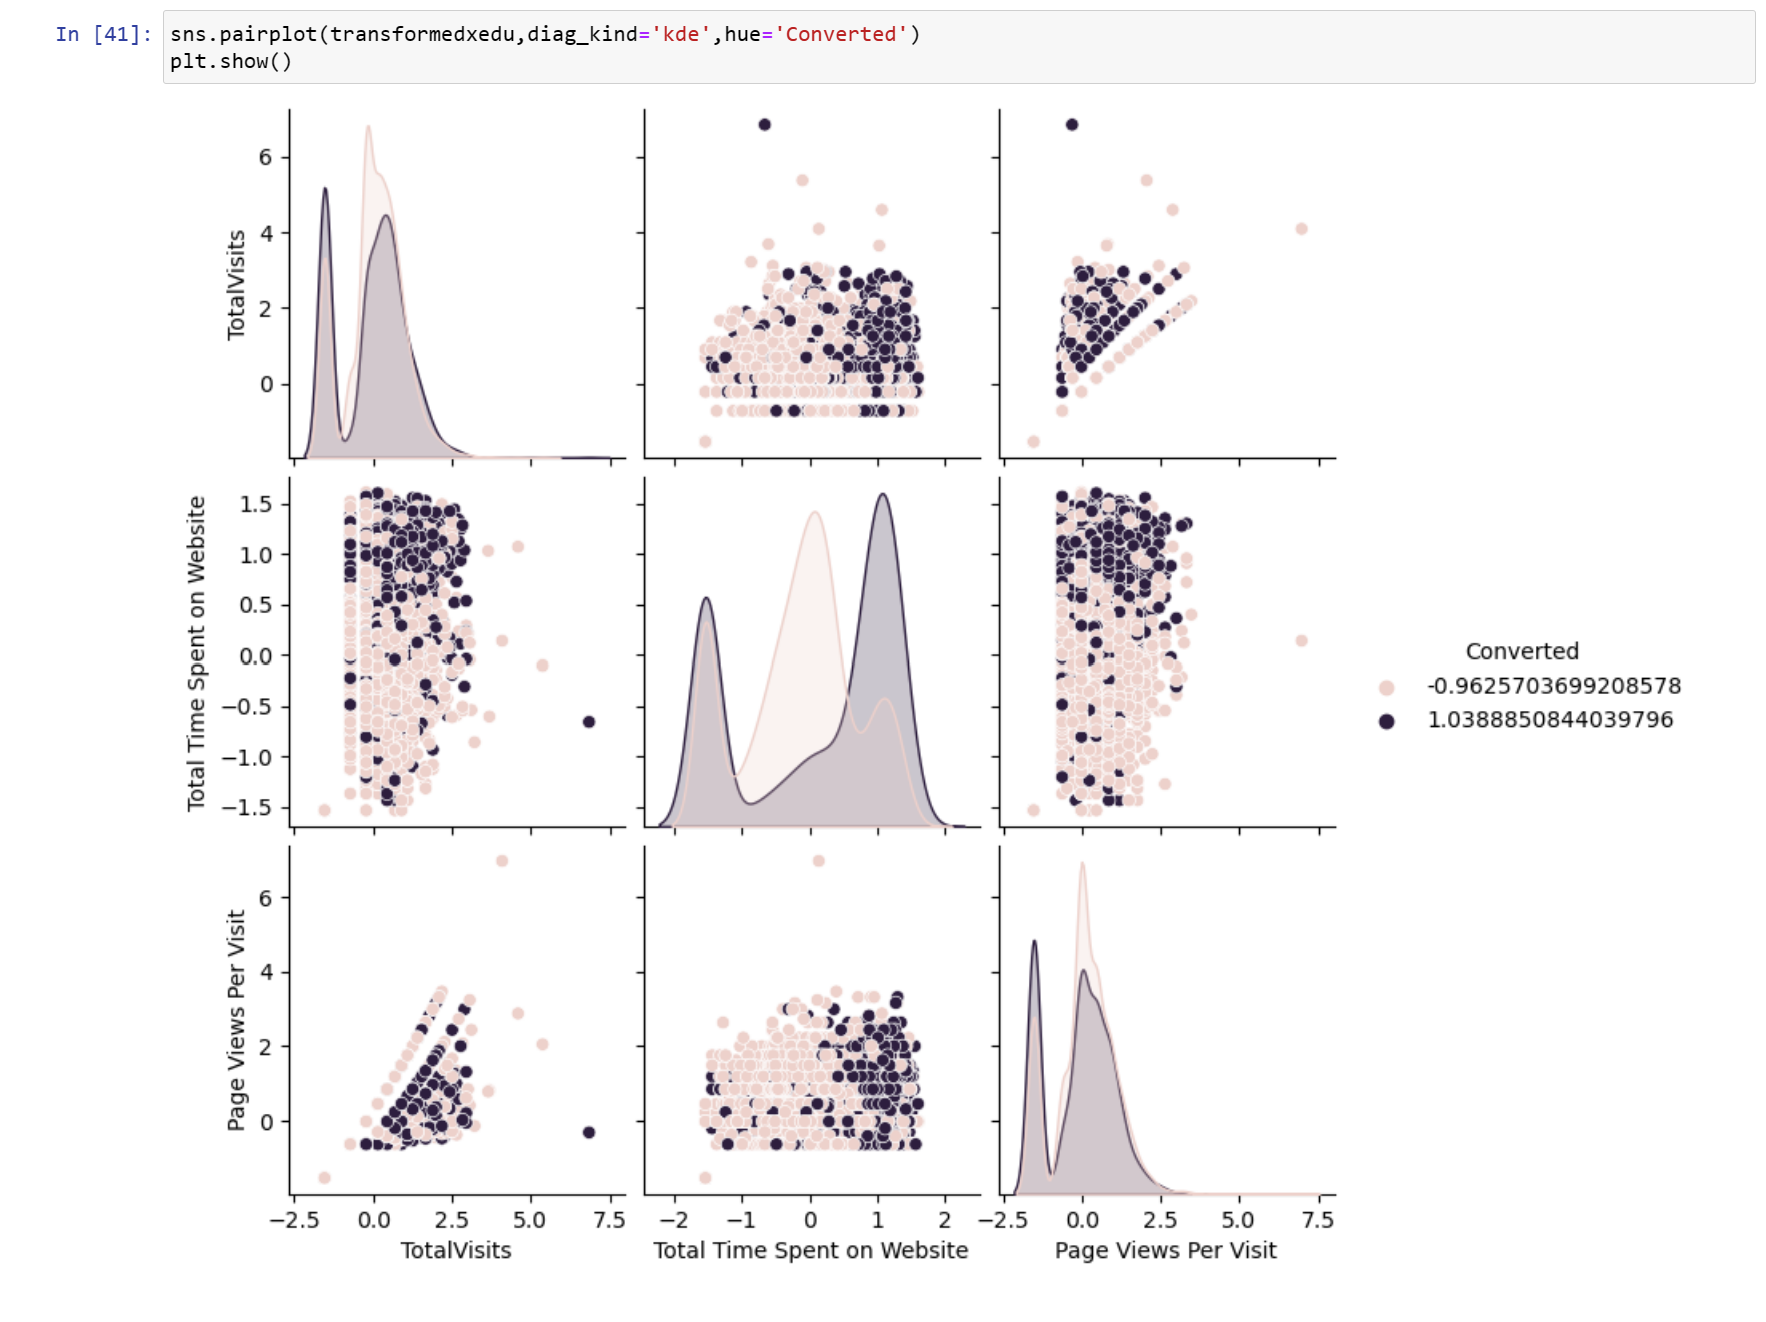 In [41]: sns.pairplot(transformedxedu,diag_kind='kde',hue='Converted')
plt.show()
6
4
2
0
TotalVisits
1.5
1.0
0.5
0.0
−0.5
−1.0
−1.5
Total Time Spent on Website
Converted
-0.9625703699208578
1.0388850844039796
6
4
2
0
Page Views Per Visit
−2.5 0.0 2.5 5.0 7.5 −2 −1 0 1 2 −2.5 0.0 2.5 5.0 7.5
TotalVisits Total Time Spent on Website Page Views Per Visit